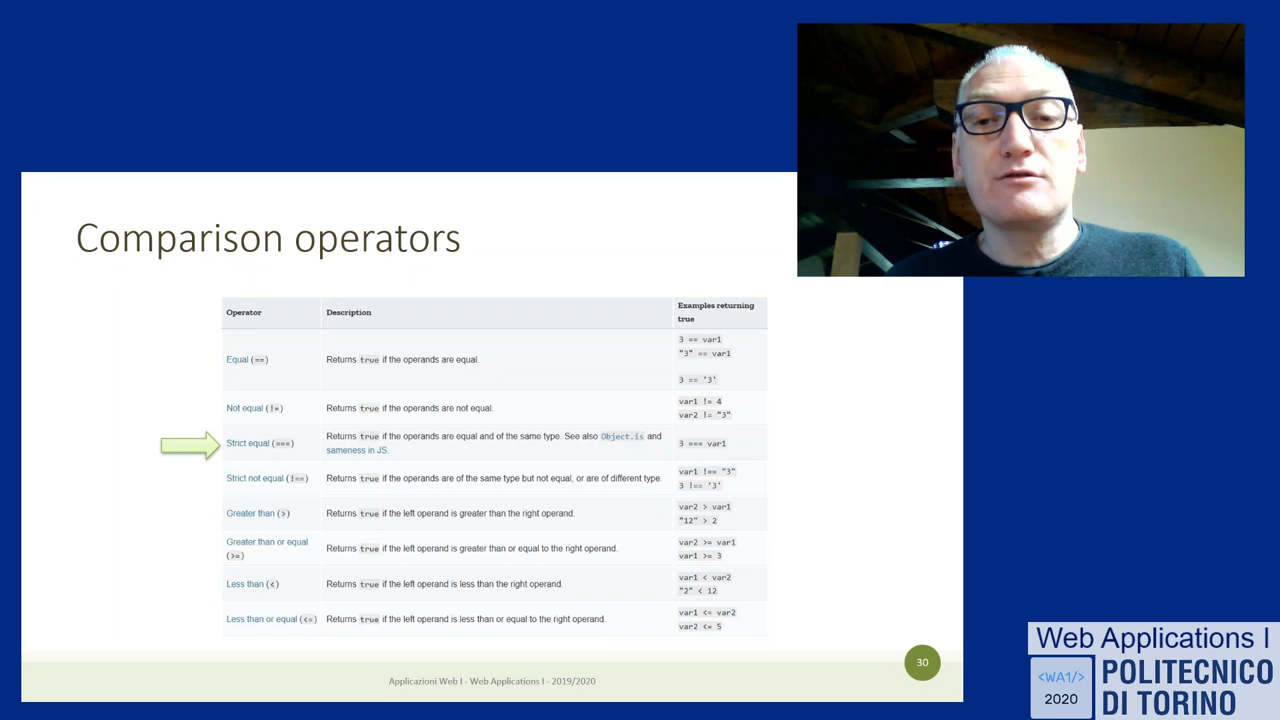 Comparison operators
Operator
Description
Examples returning
true
Equal (==)
Returns true if the operands are equal.
3 == var1
"3" == var1
3 == '3'
Not equal (!=)
Returns true if the operands are not equal.
var1 != 4
var2 != "3"
Strict equal (===)
Returns true if the operands are equal and of the same type. See also Object.is and
sameness in JS.
3 === var1
Strict not equal (!==)
Returns true if the operands are of the same type but not equal, or are of different type.
var1 !== "3"
3 !== '3'
Greater than (>)
Returns true if the left operand is greater than the right operand.
var2 > var1
"12" > 2
Greater than or equal
(>=)
Returns true if the left operand is greater than or equal to the right operand.
var2 >= var1
var1 >= 3
Less than (<)
Returns true if the left operand is less than the right operand.
var1 < var2
"2" < 12
Less than or equal (<=)
Returns true if the left operand is less than or equal to the right operand.
var1 <= var2
var2 <= 5
30
Applicazioni Web I - Web Applications I - 2019/2020
Web Applications I
<WA1/>
2020
POLITECNICO
DI TORINO